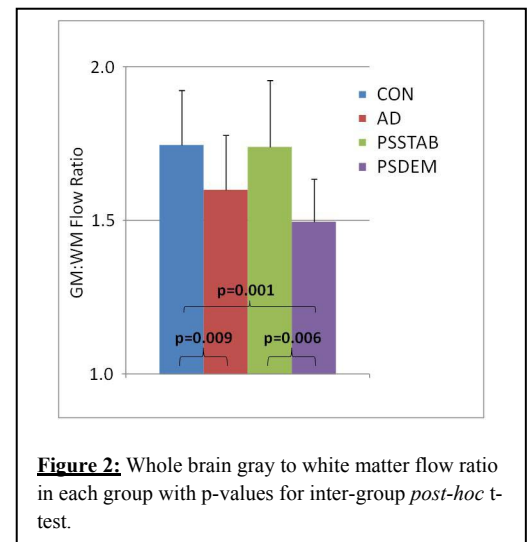 2.0
CON
AD
PSSTAB
PSDEM
GM:WM Flow Ratio
1.5
p=0.001
p=0.009 p=0.006
1.0
Figure 2: Whole brain gray to white matter flow ratio
in each group with p-values for inter-group post-hoc t-
test.